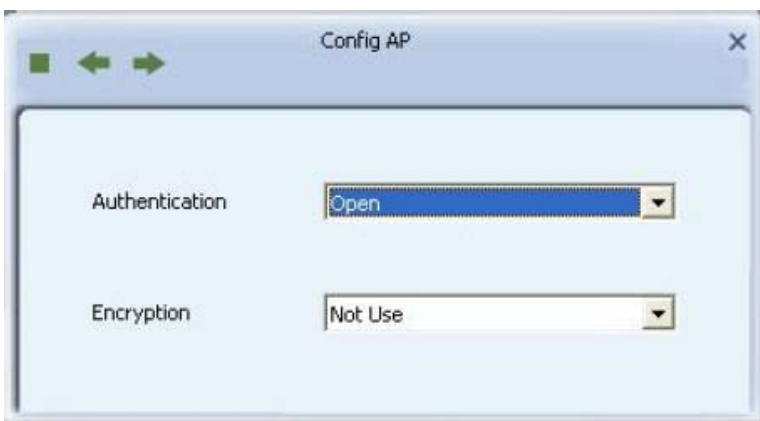 Config AP
Authentication
Open
Encryption
Not Use